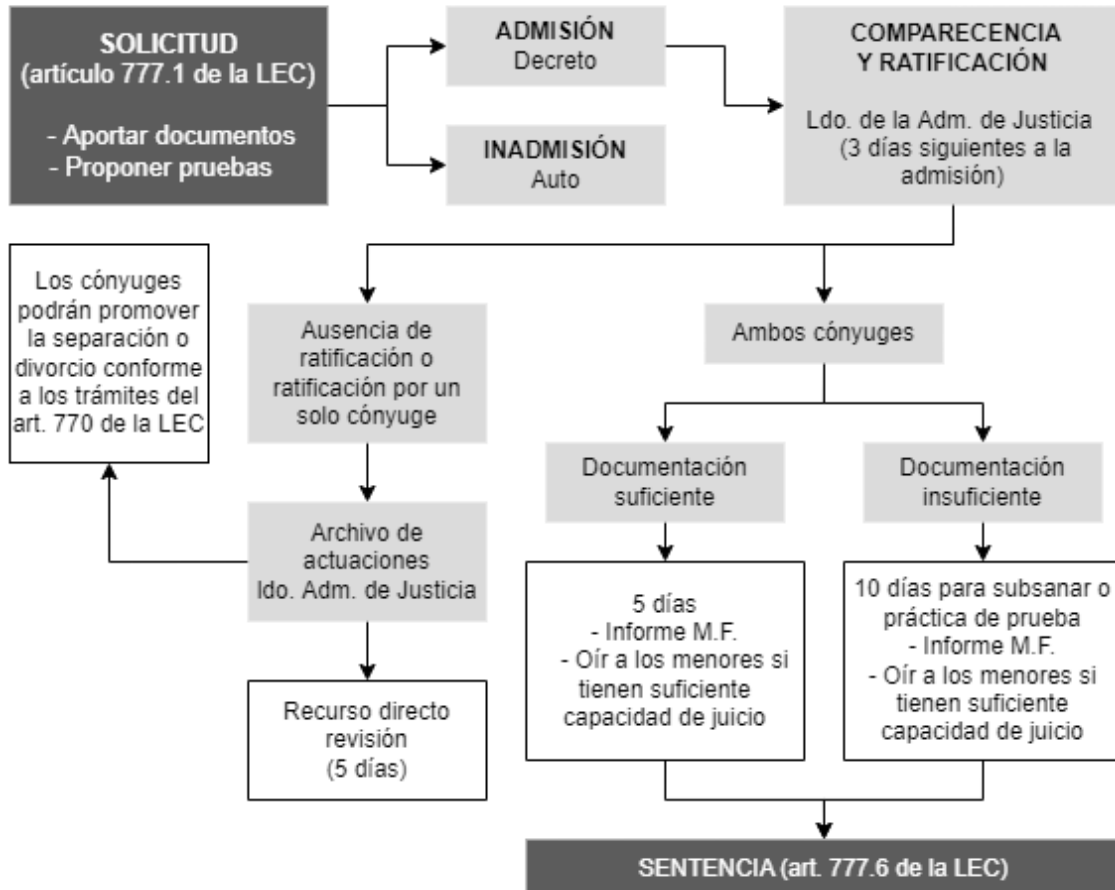 SOLICITUD
(artículo 777.1 de la LEC)
- Aportar documentos
- Proponer pruebas
ADMISIÓN
Decreto
INADMISIÓN
Auto
COMPARECENCIA
Y RATIFICACIÓN
Ldo. de la Adm. de Justicia
(3 días siguientes a la
admisión)
Los cónyuges
podrán promover
la separación o
divorcio conforme
a los trámites del
art. 770 de la LEC
Ausencia de
ratificación o
ratificación por un
solo cónyuge
Ambos cónyuges
Archivo de
actuaciones
ldo. Adm. de Justicia
Recurso directo
revisión
(5 días)
Documentación
suficiente
Documentación
insuficiente
5 días
- Informe M.F.
- Oír a los menores si
tienen suficiente
capacidad de juicio
10 días para subsanar o
práctica de prueba
- Informe M.F.
- Oír a los menores si
tienen suficiente
capacidad de juicio
SENTENCIA (art. 777.6 de la LEC)